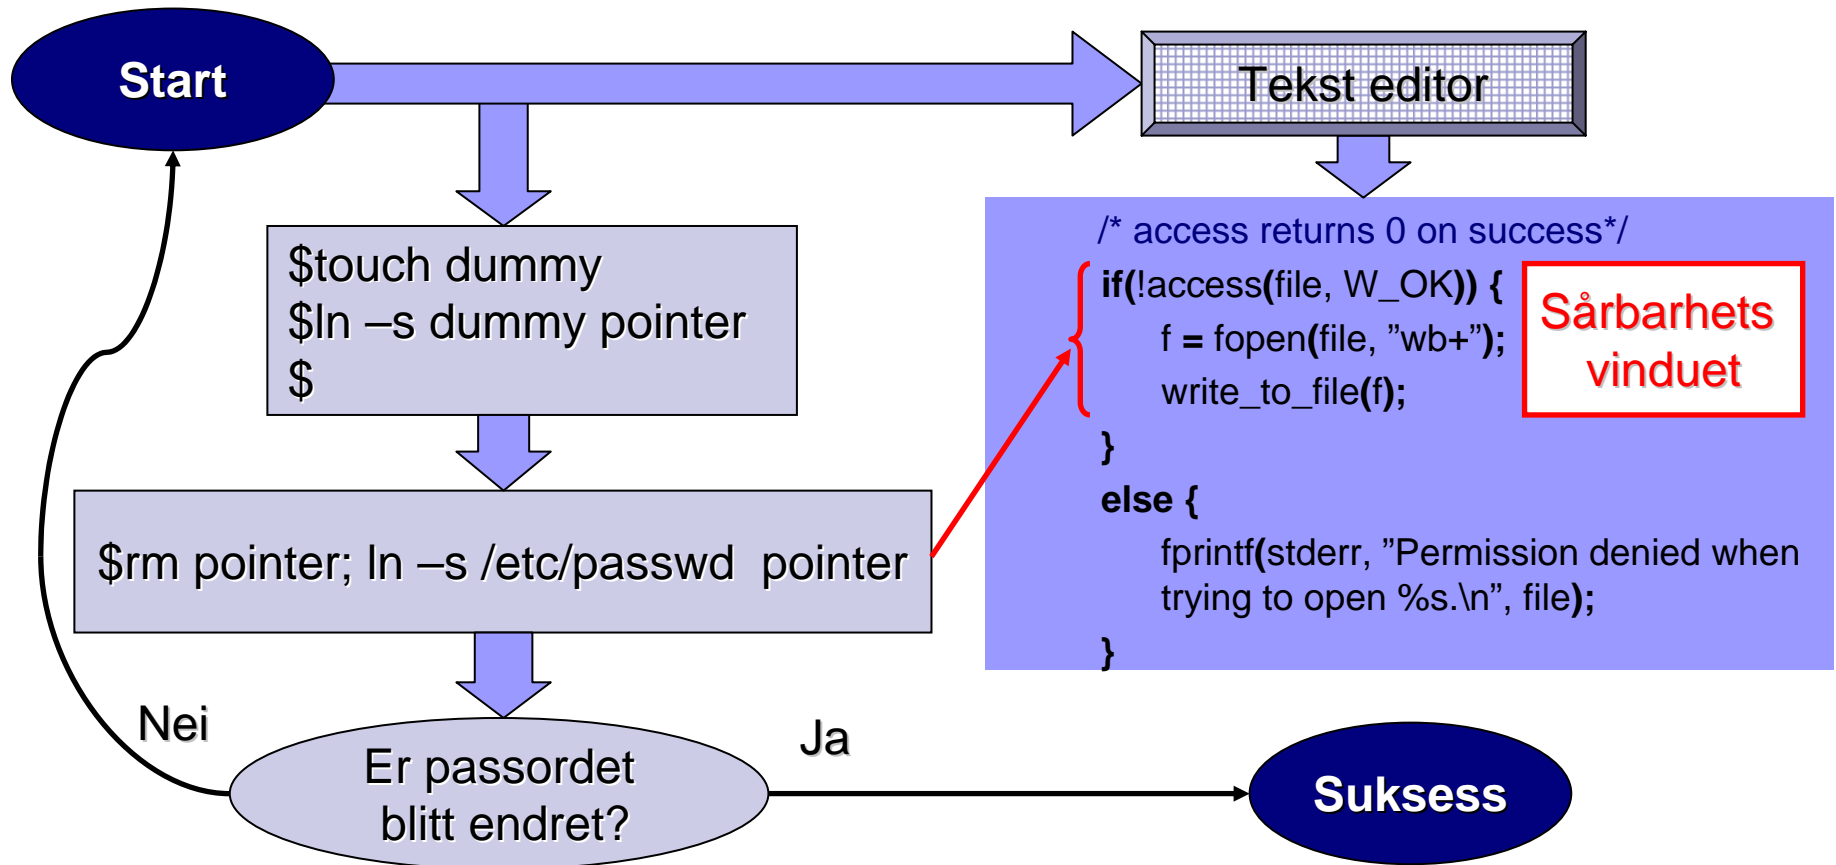 Start
Tekst editor
$touch dummy
$ln –s dummy pointer
$
/* access returns 0 on success*/
if(!access(file, W_OK)) {
f = fopen(file, ”wb+”);
write_to_file(f);
}
else {
fprintf(stderr, ”Permission denied when
trying to open %s.\n”, file);
}
Sårbarhets
vinduet
$rm pointer; ln –s /etc/passwd  pointer
Nei
Er passordet
blitt endret?
Ja
Suksess